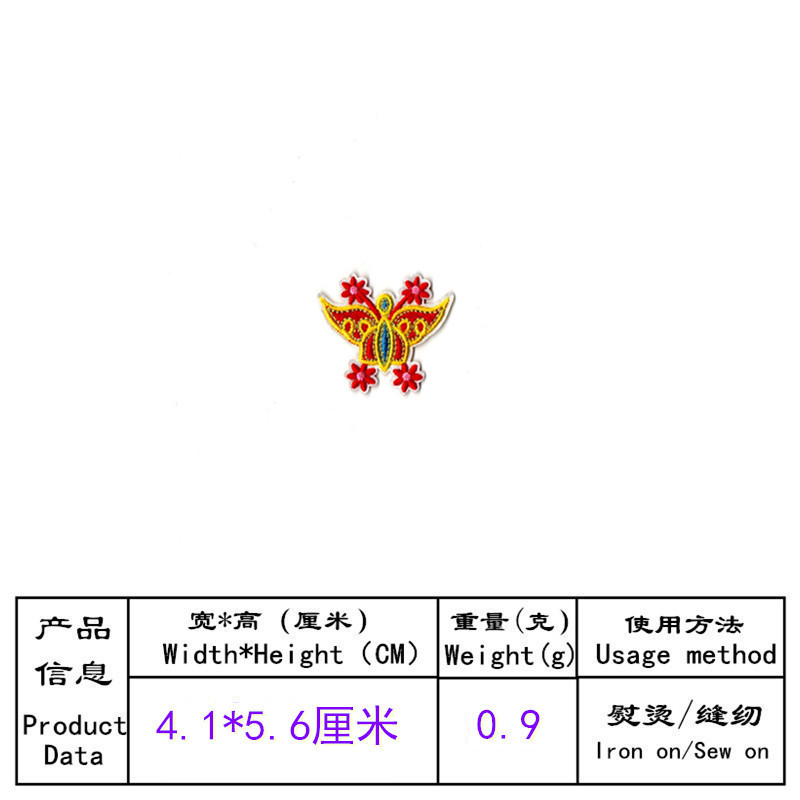 产品
信息
Product
Data
宽*高 (厘米)
Width*Height (CM)
4.1*5.6厘米
重量(克)
Weight(g)
0.9
使用方法
Usage method
熨烫/缝纫
Iron on/Sew on